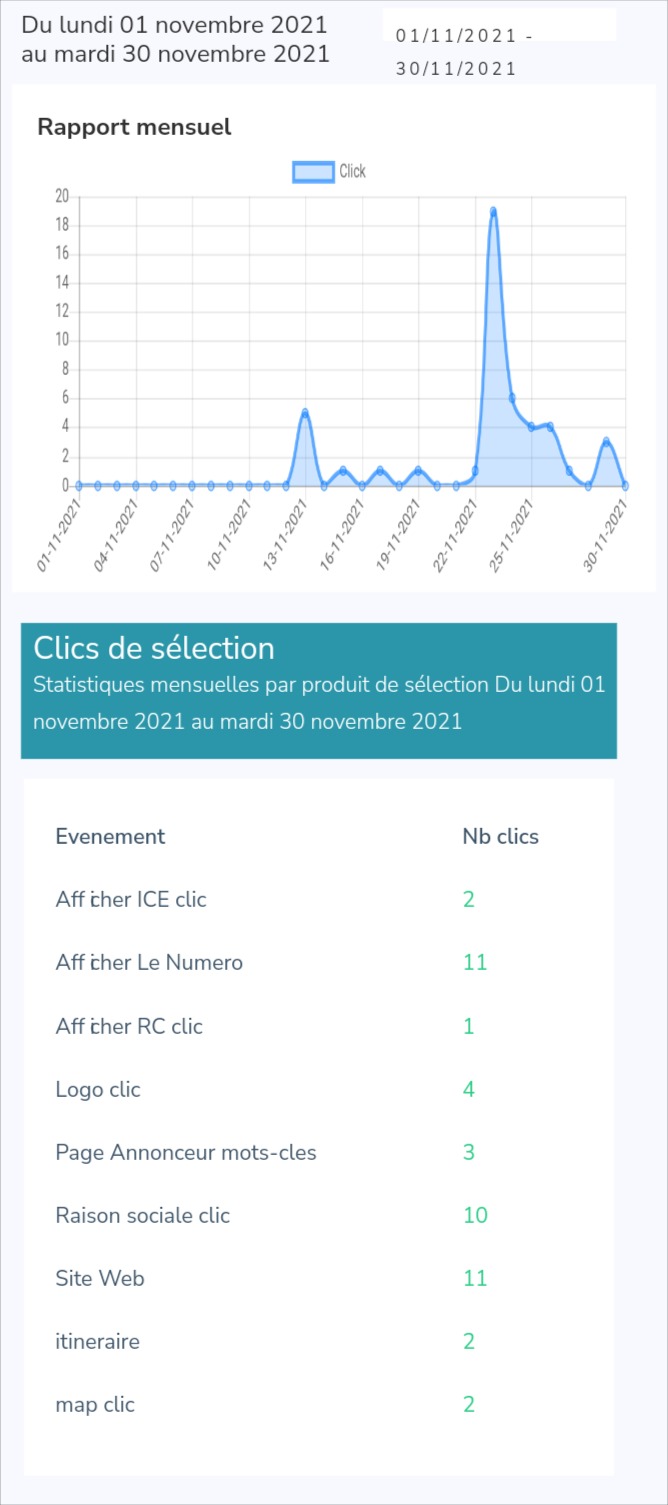 Du lundi 01 novembre 2021
au mardi 30 novembre 2021
01/11/2021 -
30/11/2021
Rapport mensuel
Click
20
18
16
14
12
10
8
6
4
2
0
01-11-2021
04-11-2021
07-11-2021
10-11-2021
13-11-2021
16-11-2021
19-11-2021
22-11-2021
25-11-2021
30-11-2021
Clics de sélection
Statistiques mensuelles par produit de sélection Du lundi 01
novembre 2021 au mardi 30 novembre 2021
Evenement Nb clics
Afficher ICE clic 2
Afficher Le Numero 11
Afficher RC clic 1
Logo clic 4
Page Annonceur mots-cles 3
Raison sociale clic 10
Site Web 11
itineraire 2
map clic 2